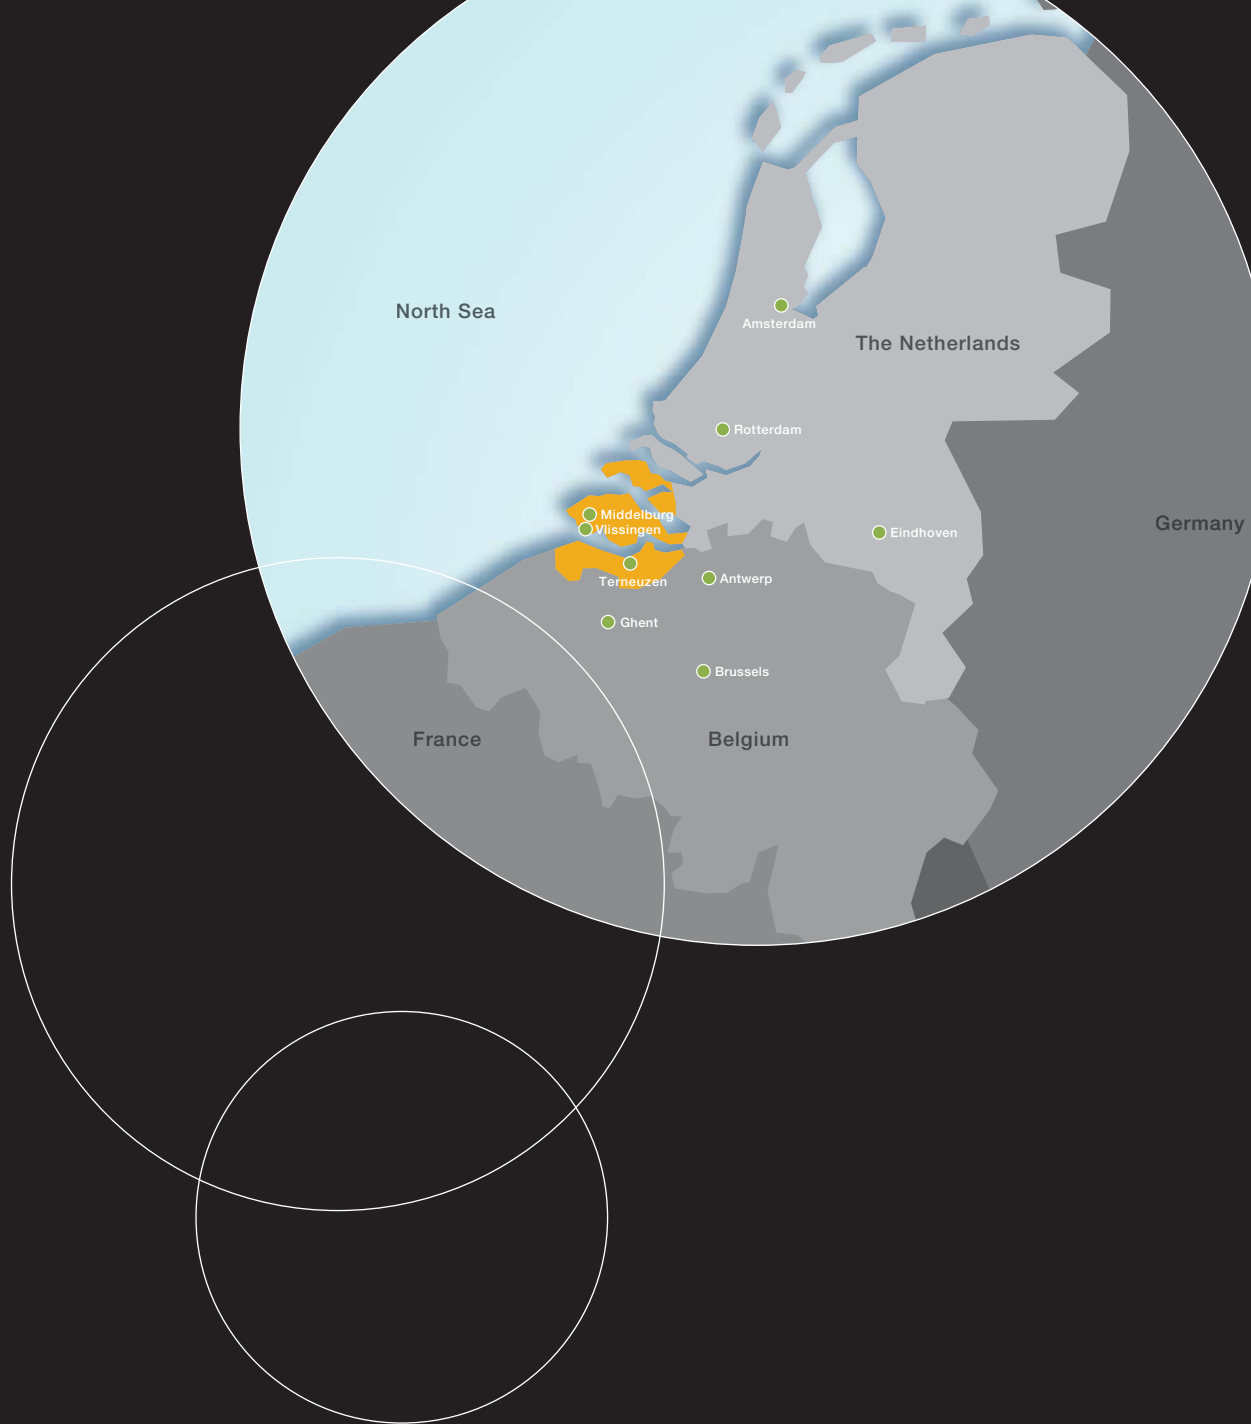 North Sea
Amsterdam
The Netherlands
Rotterdam
Middelburg
Vlissingen
Eindhoven
Germany
Terneuzen
Antwerp
Ghent
Brussels
France
Belgium